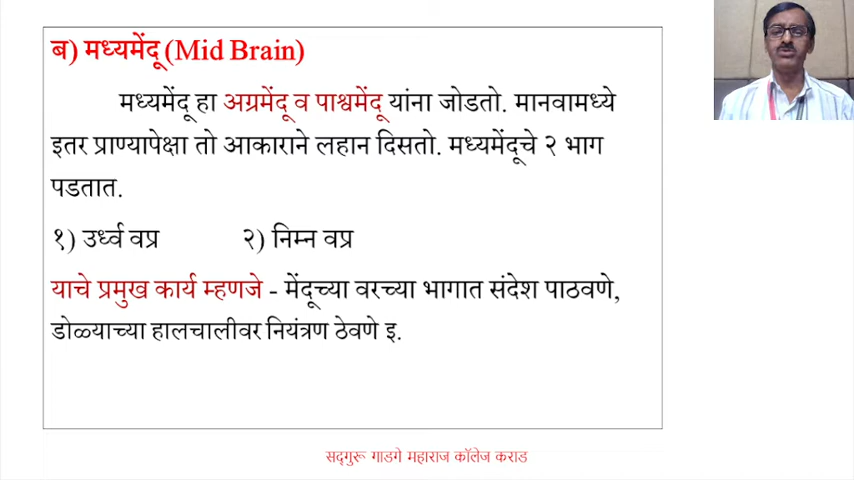 ब) मध्यमेंदू (Mid Brain)
मध्यमेंदू हा अग्रमेंदू व पाश्वमेंदू यांना जोडतो. मानवामध्ये
इतर प्राण्यापेक्षा तो आकाराने लहान दिसतो. मध्यमेंदूचे २ भाग
पडतात.
१) उर्ध्व वप्र २) निम्न वप्र
याचे प्रमुख कार्य म्हणजे - मेंदूच्या वरच्या भागात संदेश पाठवणे,
डोळ्याच्या हालचालीवर नियंत्रण ठेवणे इ.
सद्‌गुरू गाडगे महाराज कॉलेज कराड